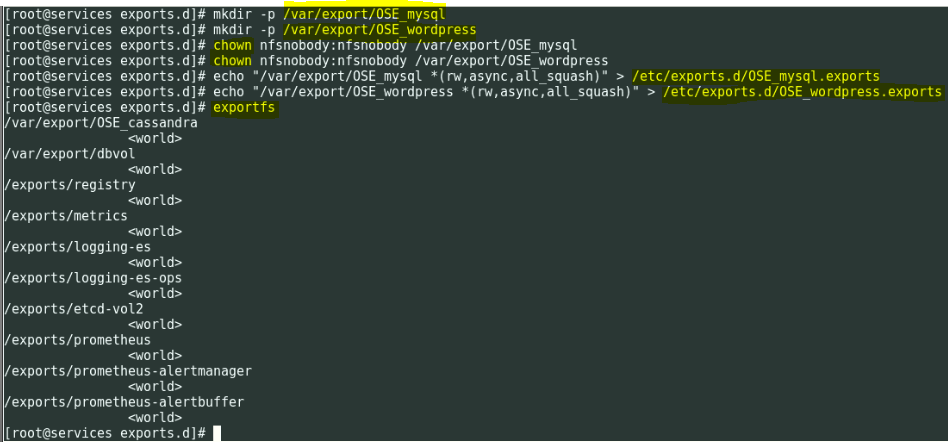 [root@services exports.d]# mkdir -p /var/export/OSE_mysql
[root@services exports.d]# mkdir -p /var/export/OSE_wordpress
[root@services exports.d]# chown nfsnobody:nfsnobody /var/export/OSE_mysql
[root@services exports.d]# chown nfsnobody:nfsnobody /var/export/OSE_wordpress
[root@services exports.d]# echo "/var/export/OSE_mysql *(rw,async,all_squash)" > /etc/exports.d/OSE_mysql.exports
[root@services exports.d]# echo "/var/export/OSE_wordpress *(rw,async,all_squash)" > /etc/exports.d/OSE_wordpress.exports
[root@services exports.d]# exportfs
/var/export/OSE_cassandra
<world>
/var/export/dbvol
<world>
/exports/registry
<world>
/exports/metrics
<world>
/exports/logging-es
<world>
/exports/logging-es-ops
<world>
/exports/etcd-vol2
<world>
/exports/prometheus
<world>
/exports/prometheus-alertmanager
<world>
/exports/prometheus-alertbuffer
<world>
[root@services exports.d]#